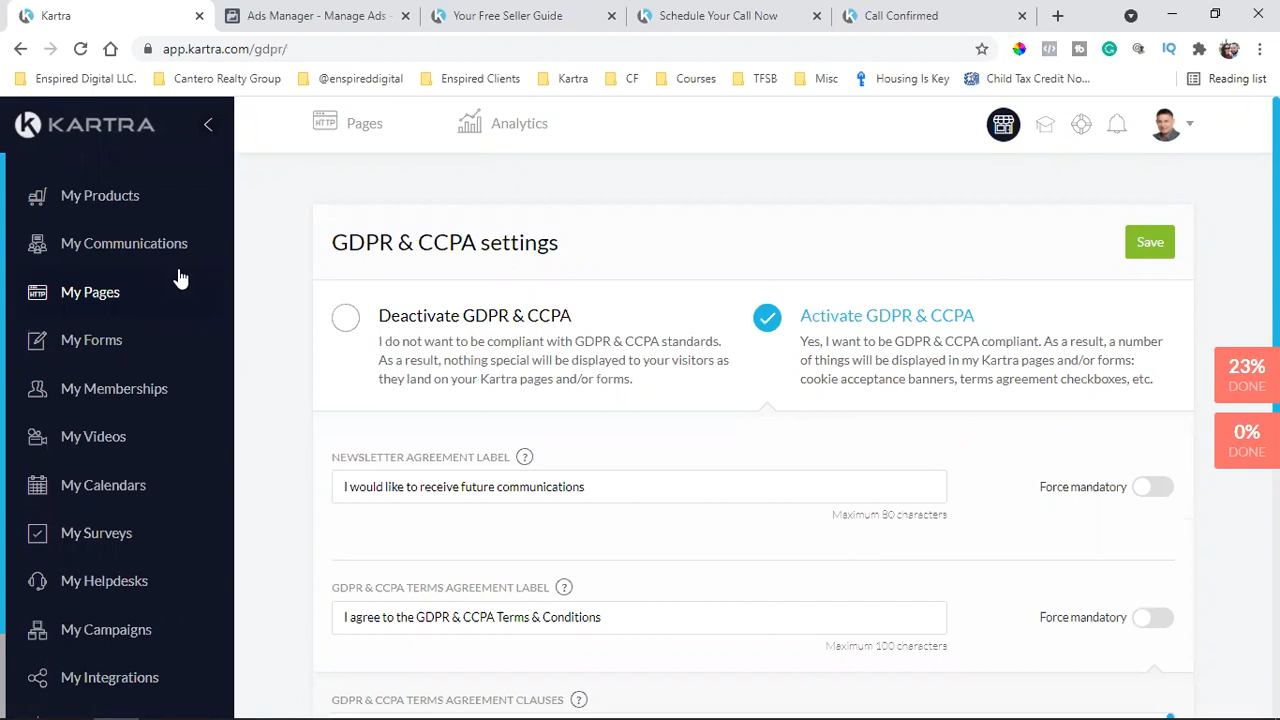 Kartra
Ads Manager - Manage Ads
Your Free Seller Guide
Schedule Your Call Now
Call Confirmed
app.kartra.com/gdpr/
IQ
Enspired Digital LLC.
Cantero Realty Group
@enspireddigital
Enspired Clients
Kartra
CF
Courses
TFSB
Misc
Housing Is Key
Child Tax Credit No...
Reading list
KARTRA
HTTP
Pages
Analytics
My Products
My Communications
HTTP
My Pages
My Forms
My Memberships
My Videos
My Calendars
My Surveys
My Helpdesks
My Campaigns
My Integrations
GDPR & CCPA settings
Save
Deactivate GDPR & CCPA
I do not want to be compliant with GDPR & CCPA standards.
As a result, nothing special will be displayed to your visitors as
they land on your Kartra pages and/or forms.
Activate GDPR & CCPA
Yes, I want to be GDPR & CCPA compliant. As a result, a number
of things will be displayed in my Kartra pages and/or forms:
cookie acceptance banners, terms agreement checkboxes, etc.
23%
DONE
0%
DONE
NEWSLETTER AGREEMENT LABEL ?
I would like to receive future communications
Force mandatory
Maximum 80 characters
GDPR & CCPA TERMS AGREEMENT LABEL ?
I agree to the GDPR & CCPA Terms & Conditions
Force mandatory
Maximum 100 characters
GDPR & CCPA TERMS AGREEMENT CLAUSES ?